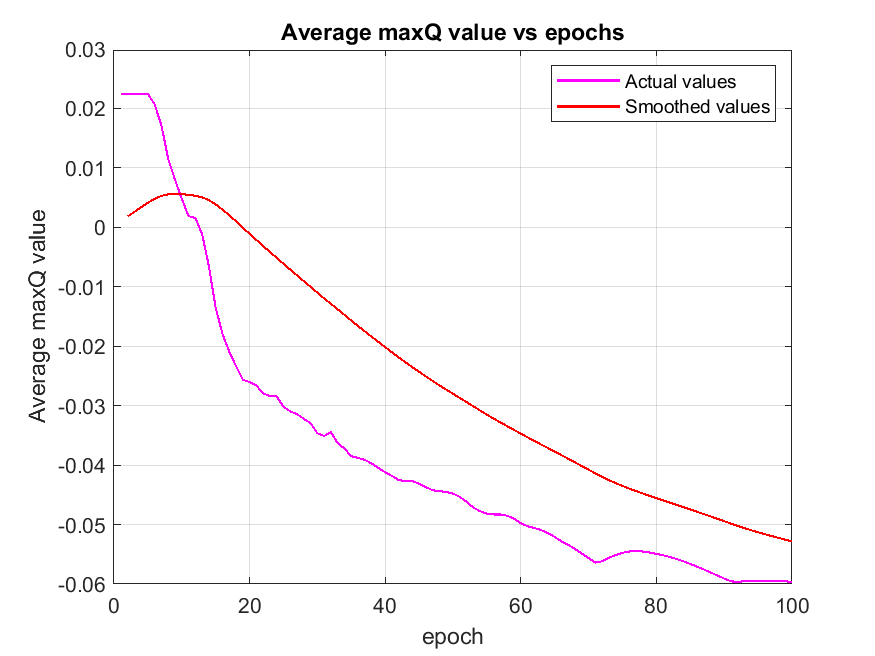 Average maxQ value vs epochs
Actual values
Smoothed values
Average maxQ value
0.03
0.02
0.01
0
-0.01
-0.02
-0.03
-0.04
-0.05
-0.06
0 20 40 60 80 100
epoch